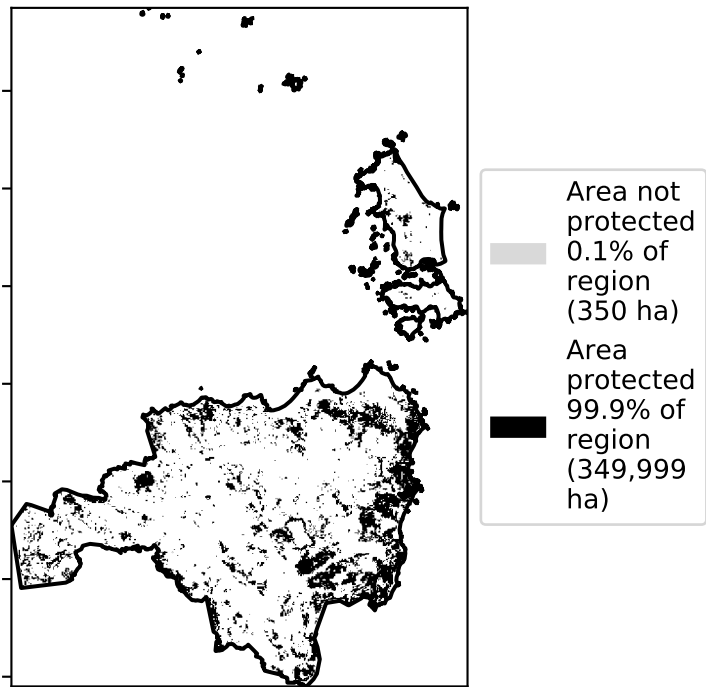 Area not
protected
0.1% of
region
(350 ha)
Area
protected
99.9% of
region
(349,999
ha)